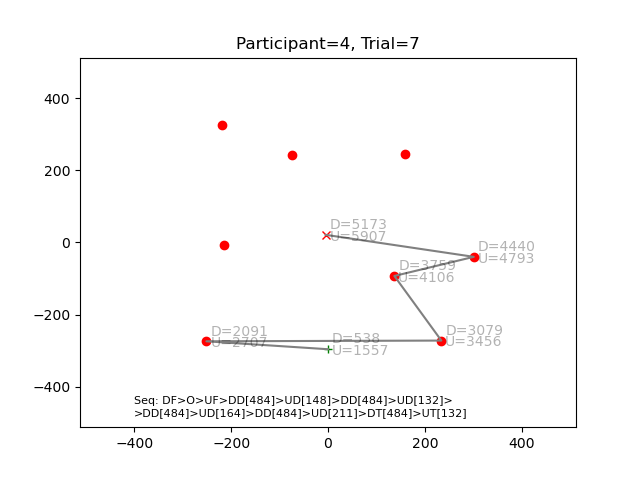 Participant=4, Trial=7
400
200
0
−200
−400
D=5173
U=5907
D=4440
U=4793
D=3759
U=4106
D=2091
U=2707
D=538
U=1557
D=3079
U=3456
Seq: DF>O>UF>DD[484]>UD[148]>DD[484]>UD[132]>
>DD[484]>UD[164]>DD[484]>UD[211]>DT[484]>UT[132]
−400 −200 0 200 400